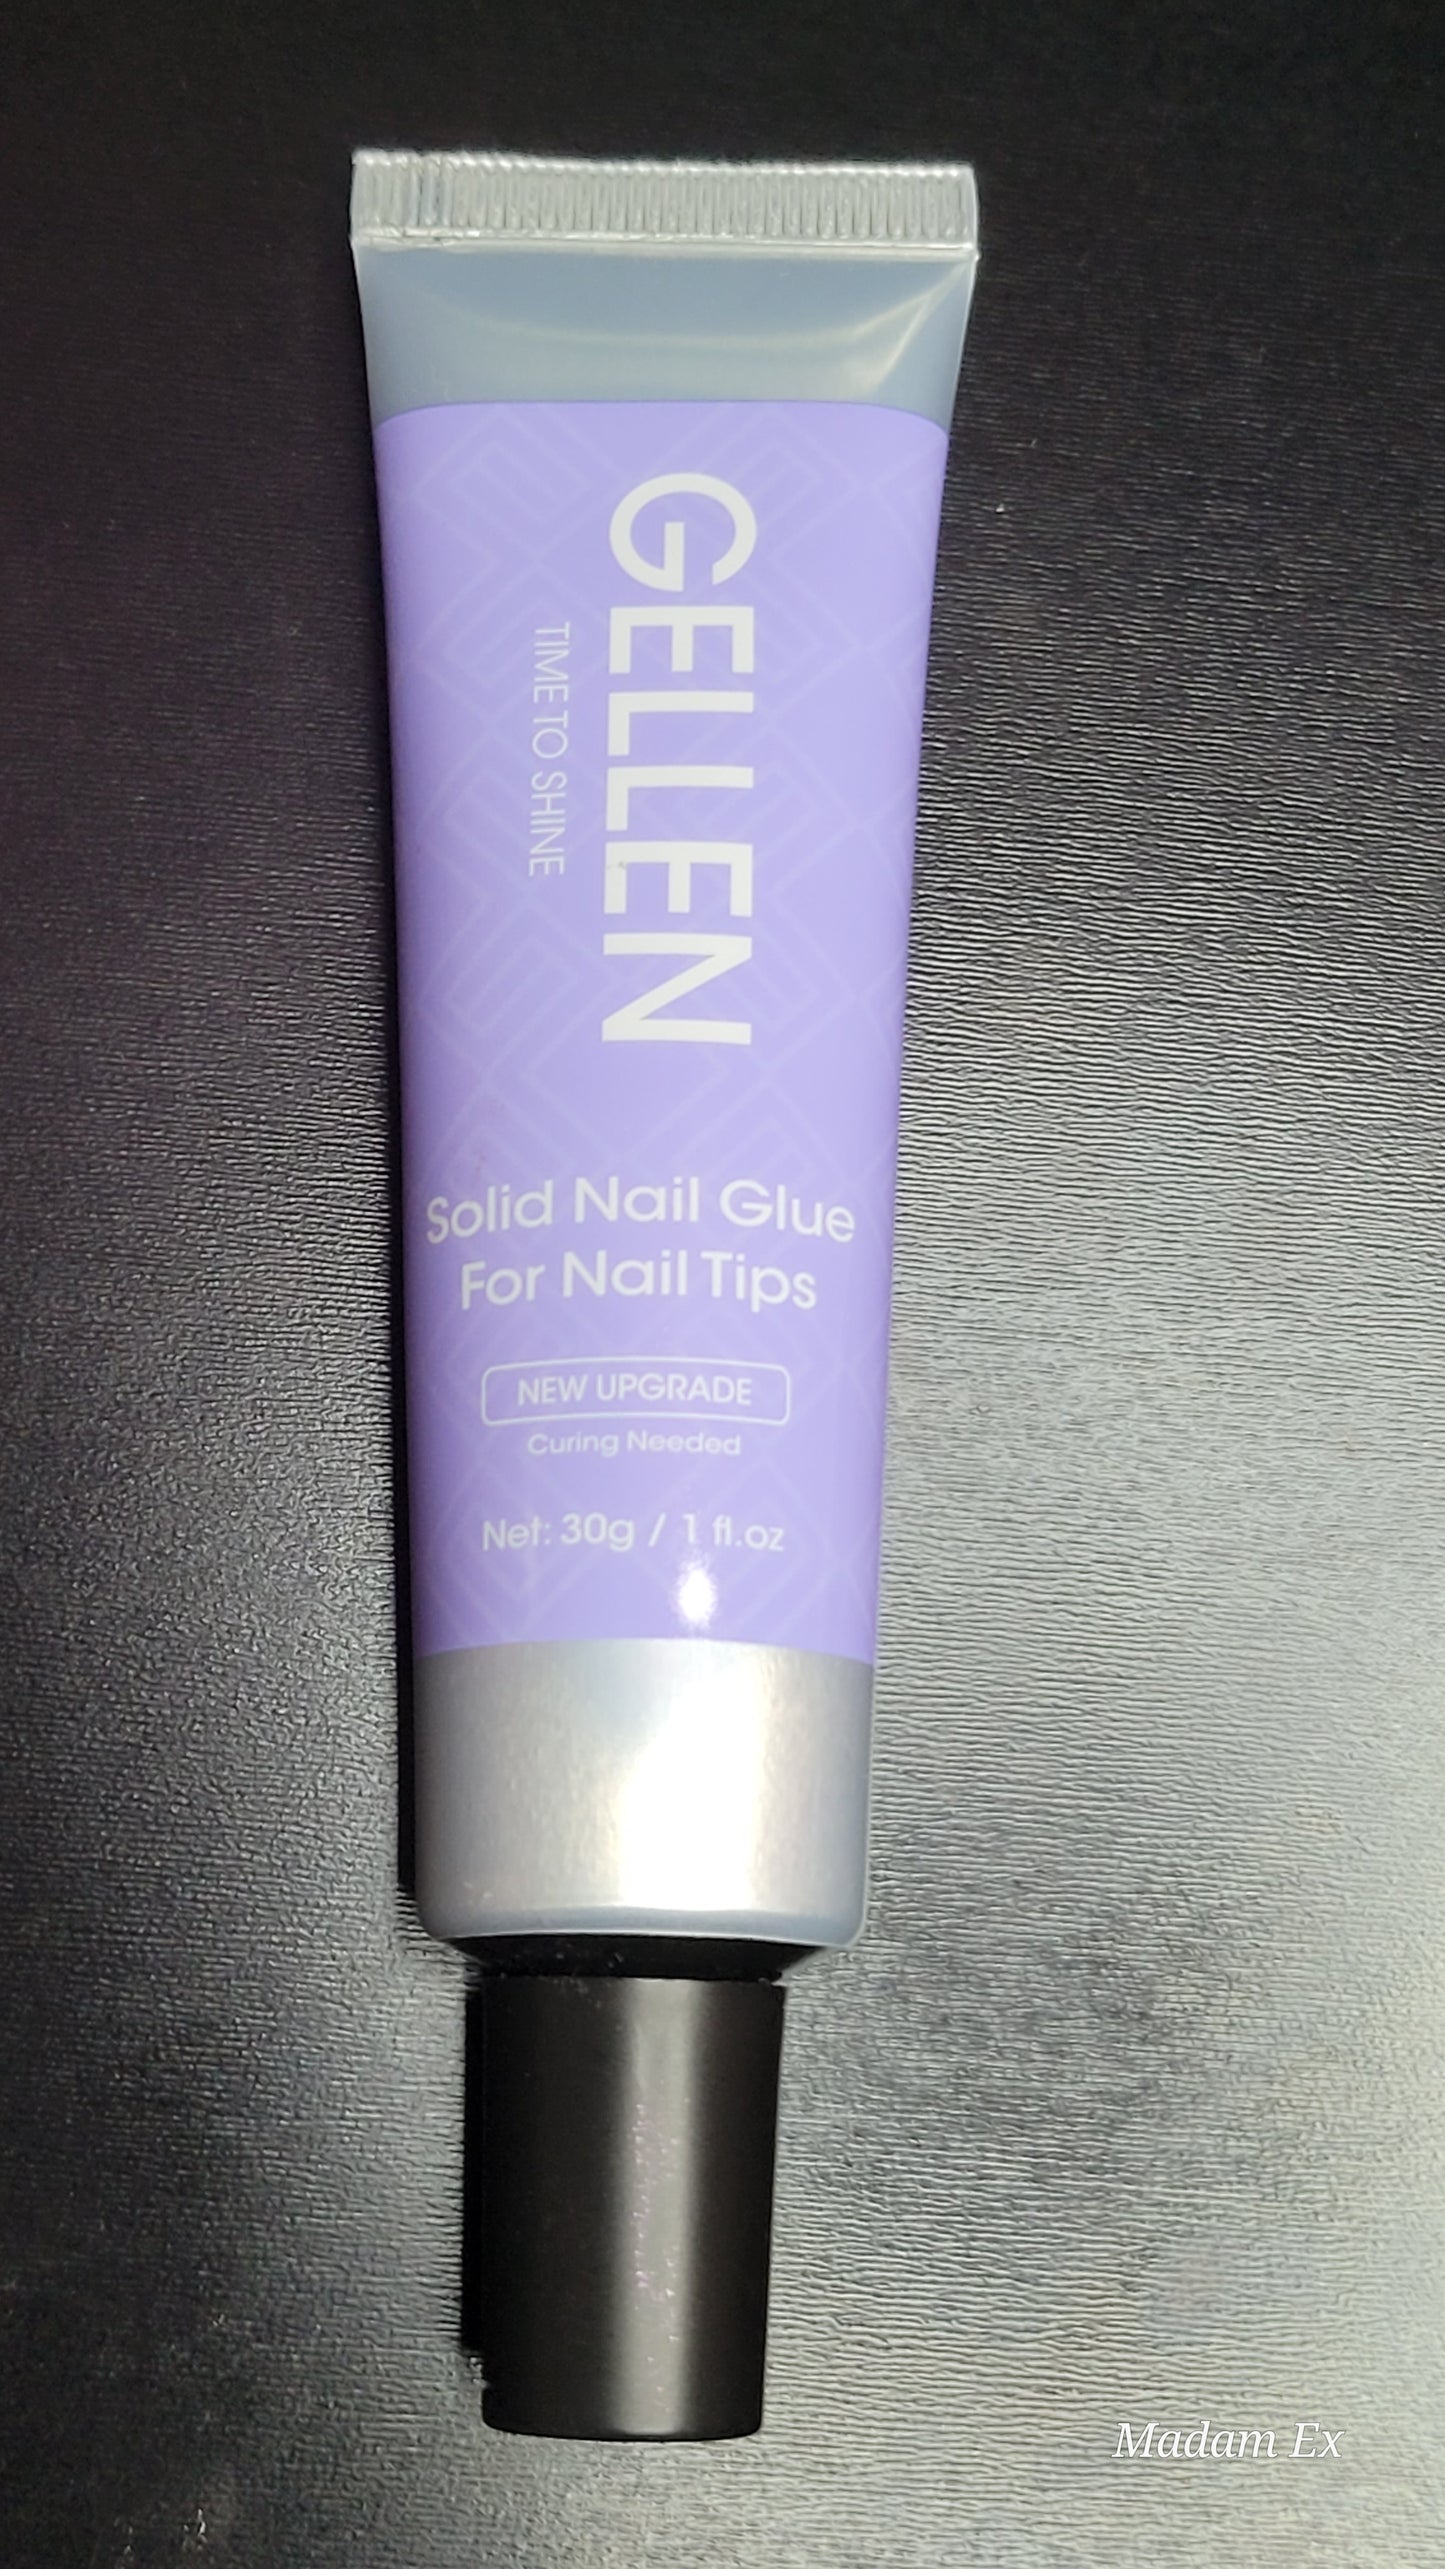 GELLEN
TIME TO SHINE
Solid Nail Glue
For Nail Tips
NEW UPGRADE
Curing Needed
Net: 30g / 1 fl.oz
Madam Ex